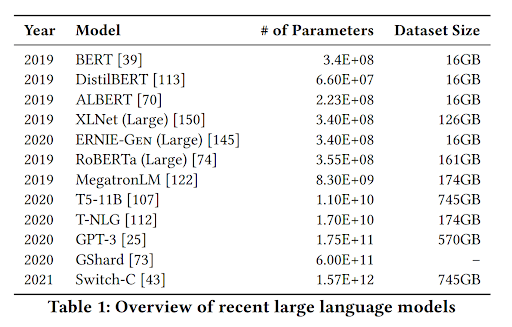 Year Model # of Parameters Dataset Size
2019 BERT [39] 3.4E+08 16GB
2019 DistilBERT [113] 6.60E+07 16GB
2019 ALBERT [70] 2.23E+08 16GB
2019 XLNet (Large) [150] 3.40E+08 126GB
2020 ERNIE-GEN (Large) [145] 3.40E+08 16GB
2019 RoBERTa (Large) [74] 3.55E+08 161GB
2019 MegatronLM [122] 8.30E+09 174GB
2020 T5-11B [107] 1.10E+10 745GB
2020 T-NLG [112] 1.70E+10 174GB
2020 GPT-3 [25] 1.75E+11 570GB
2020 GShard [73] 6.00E+11 –
2021 Switch-C [43] 1.57E+12 745GB
Table 1: Overview of recent large language models